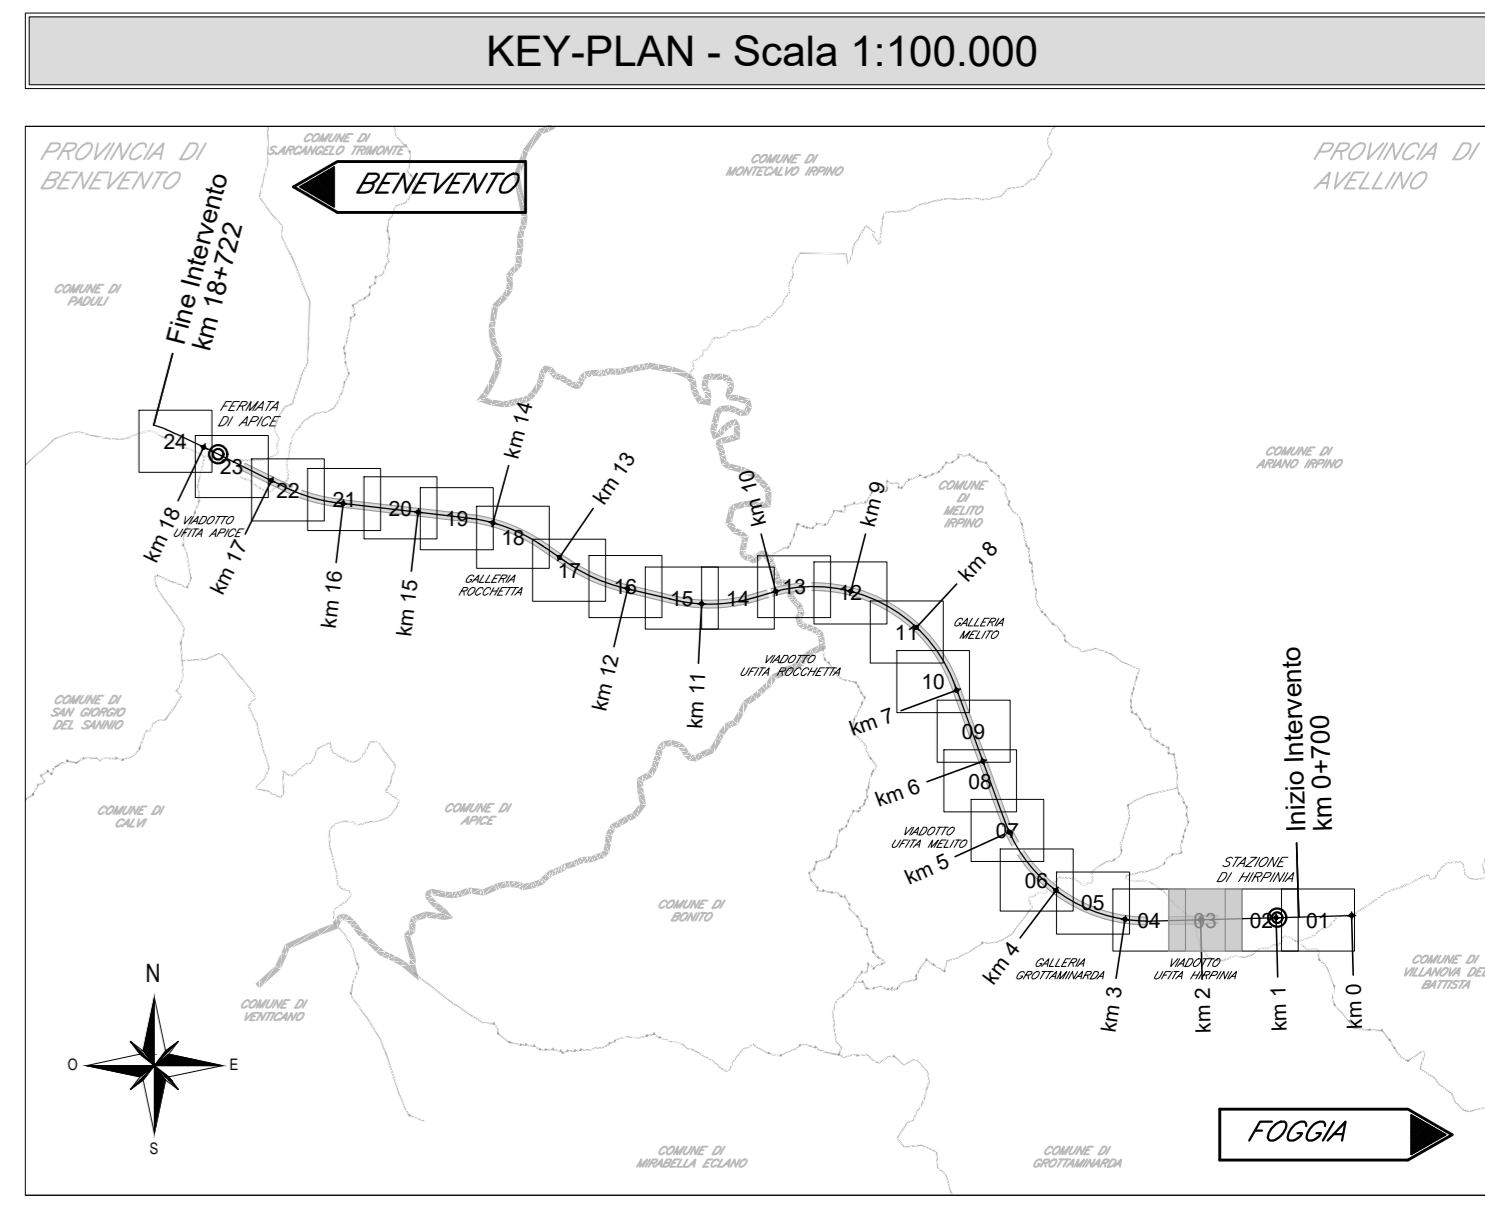 KEY-PLAN - Scala 1:100.000
PROVINCIA DI
BENEVENTO
COMUNE DI
S.ARCANGELO TRIMONTE
BENEVENTO
COMUNE DI
MONTECALVO IRPINO
PROVINCIA DI
AVELLINO
Fine Intervento
km 18+722
COMUNE DI
PADULI
FERMATA
DI APICE
24
23
22
21
20
19
18
17
16
15
14
13
12
11
10
09
08
07
06
05
04
03
02
01
km 18
km 17
km 16
km 15
km 14
km 13
km 12
km 11
km 10
km 9
km 8
km 7
km 6
km 5
km 4
km 3
km 2
km 1
km 0
VIADOTTO
UFITA APICE
GALLERIA
ROCCHETTA
VIADOTTO
UFITA ROCCHETTA
GALLERIA
MELITO
VIADOTTO
UFITA MELITO
GALLERIA
GROTTAMINARDA
VIADOTTO
UFITA HIRPINIA
STAZIONE
DI HIRPINIA
Inizio Intervento
km 0+700
COMUNE
DI
MELITO
IRPINO
COMUNE DI
ARIANO IRPINO
COMUNE DI
SAN GIORGIO
DEL SANNIO
COMUNE DI
CALVI
COMUNE DI
APICE
COMUNE DI
BONITO
COMUNE DI
VENTICANO
COMUNE DI
VILLANOVA DEL
BATTISTA
COMUNE DI
MIRABELLA ECLANO
COMUNE DI
GROTTAMINARDA
N
O
E
S
FOGGIA